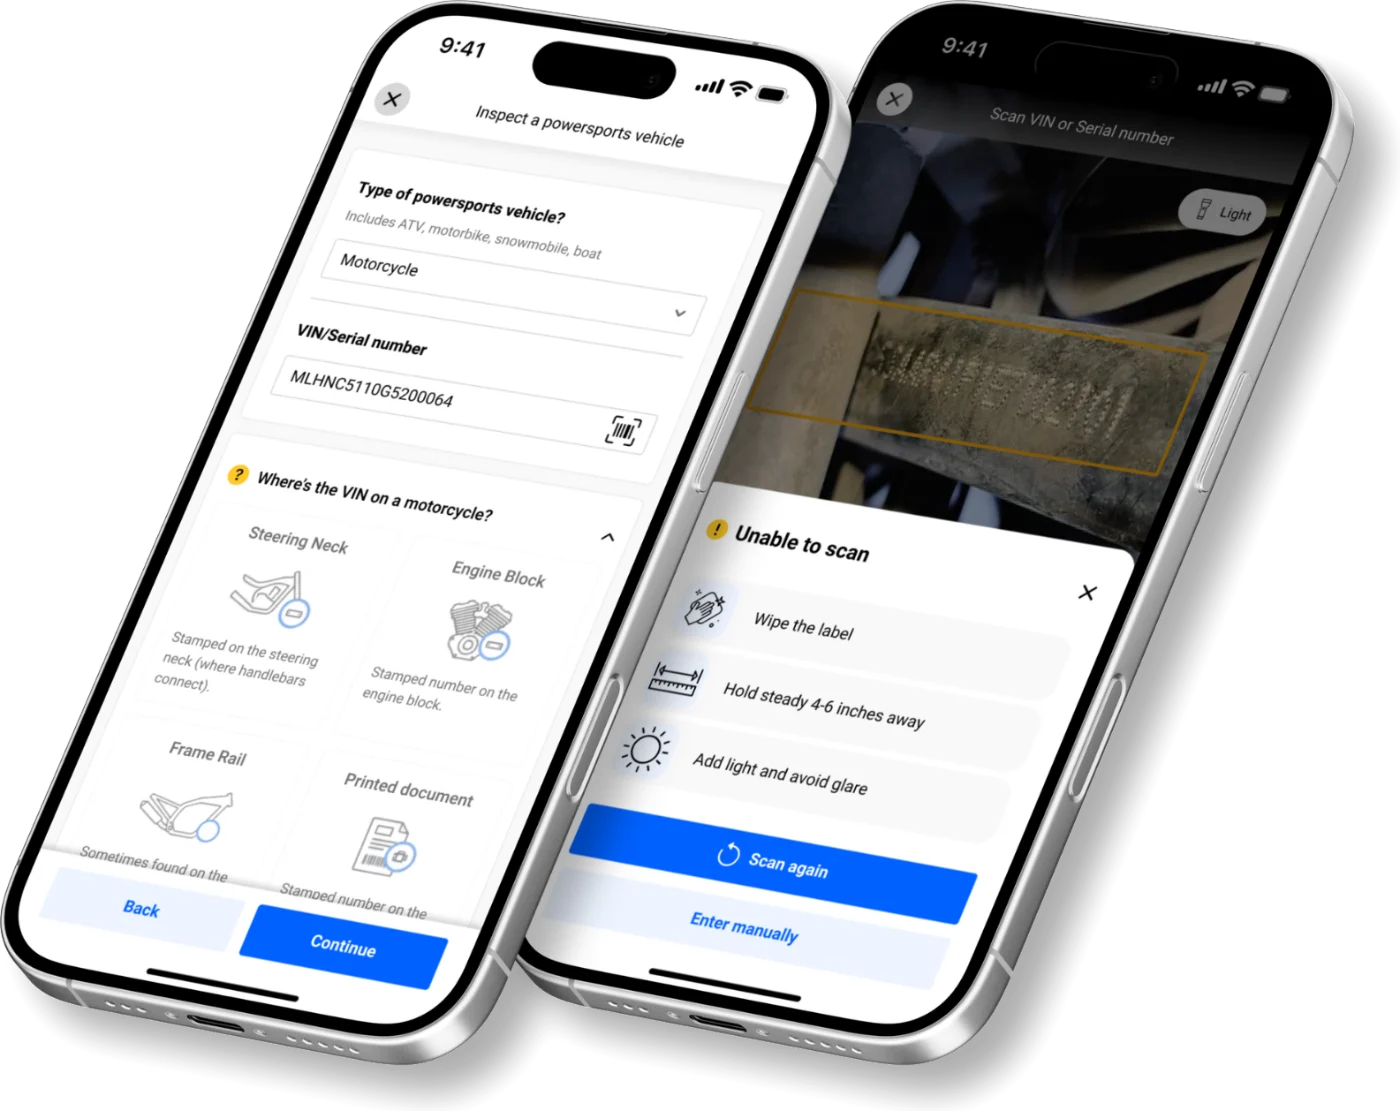 9:41
Inspect a powersports vehicle
Type of powersports vehicle?
Includes ATV, motorbike, snowmobile, boat
Motorcycle
VIN/Serial number
MLHNC5110G5200064
? Where's the VIN on a motorcycle?
Steering Neck
Stamped on the steering
neck (where handlebars
connect).
Engine Block
Stamped number on the
engine block.
Frame Rail
Sometimes found on the
Printed document
Stamped number on the
Back
Continue
9:41
Scan VIN or Serial number
Light
! Unable to scan
Wipe the label
Hold steady 4-6 inches away
Add light and avoid glare
Scan again
Enter manually